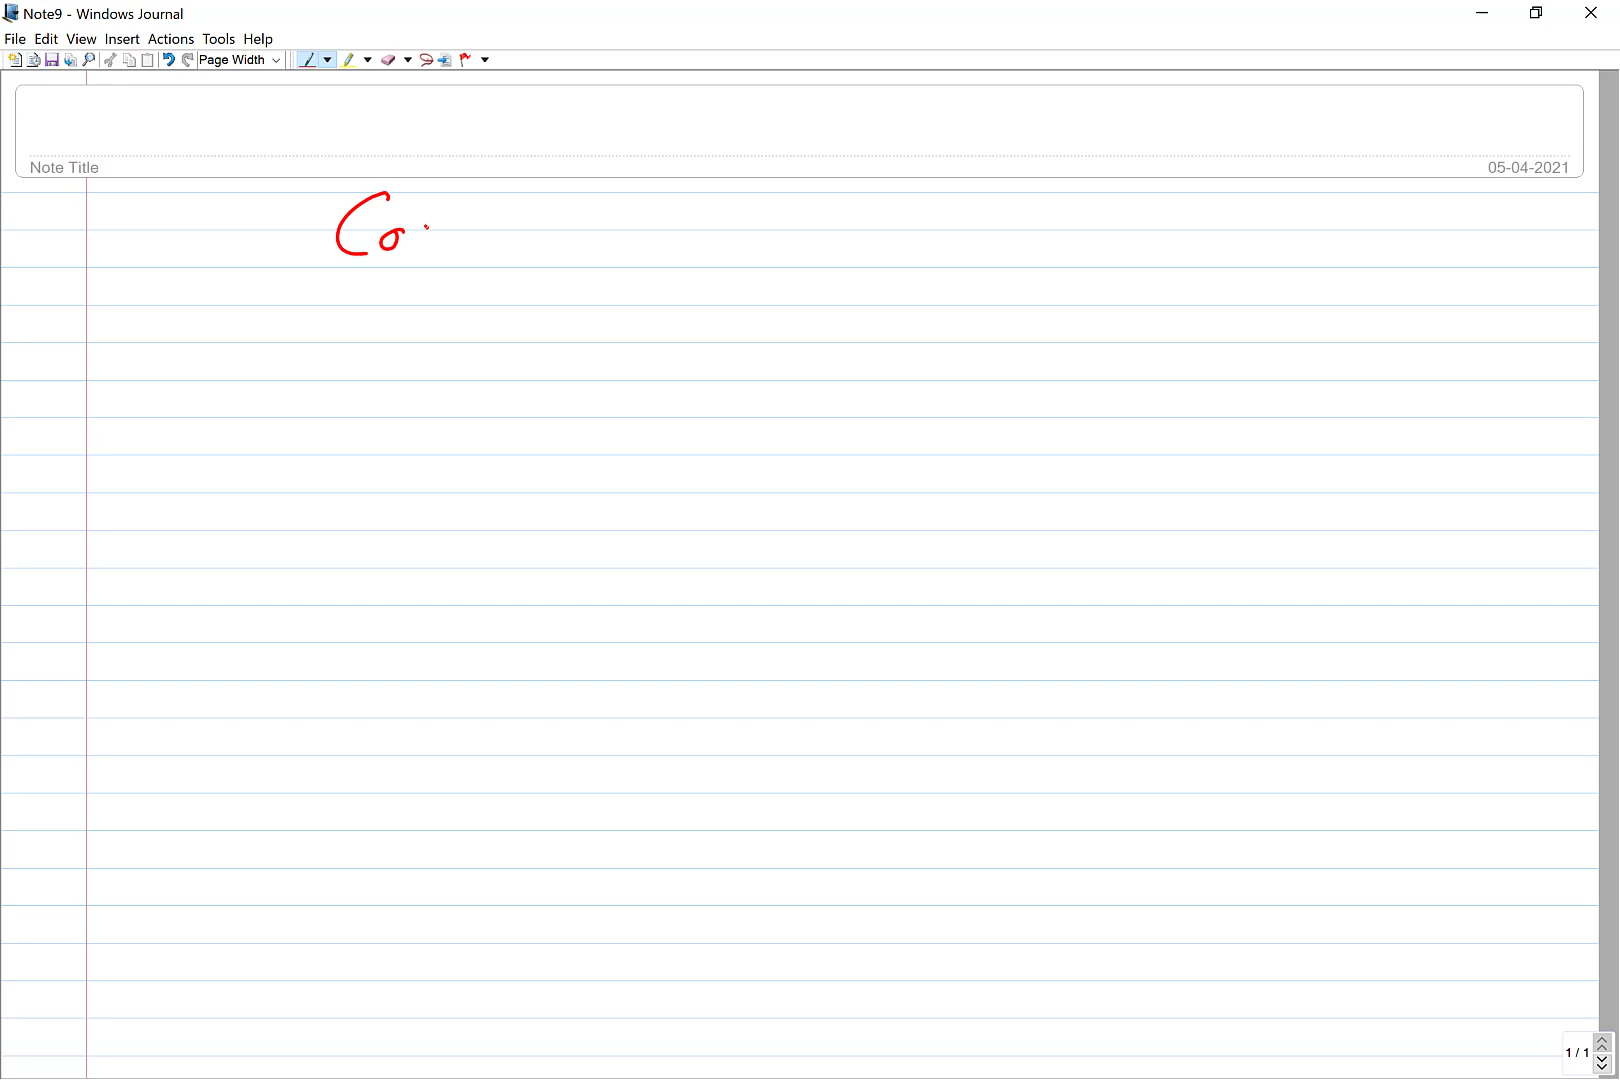 Note9 - Windows Journal
File Edit View Insert Actions Tools Help
Page Width
Note Title 05-04-2021
Co
1 / 1